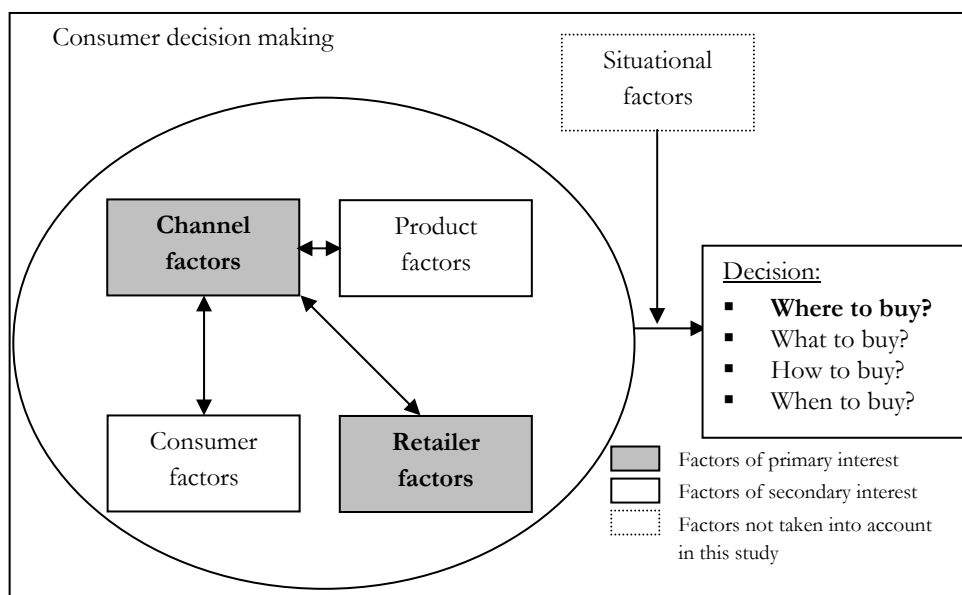 Consumer decision making
Situational
factors
Channel
factors
Product
factors
Decision:
▪ Where to buy?
▪ What to buy?
▪ How to buy?
▪ When to buy?
Consumer
factors
Retailer
factors
Factors of primary interest
Factors of secondary interest
Factors not taken into account
in this study